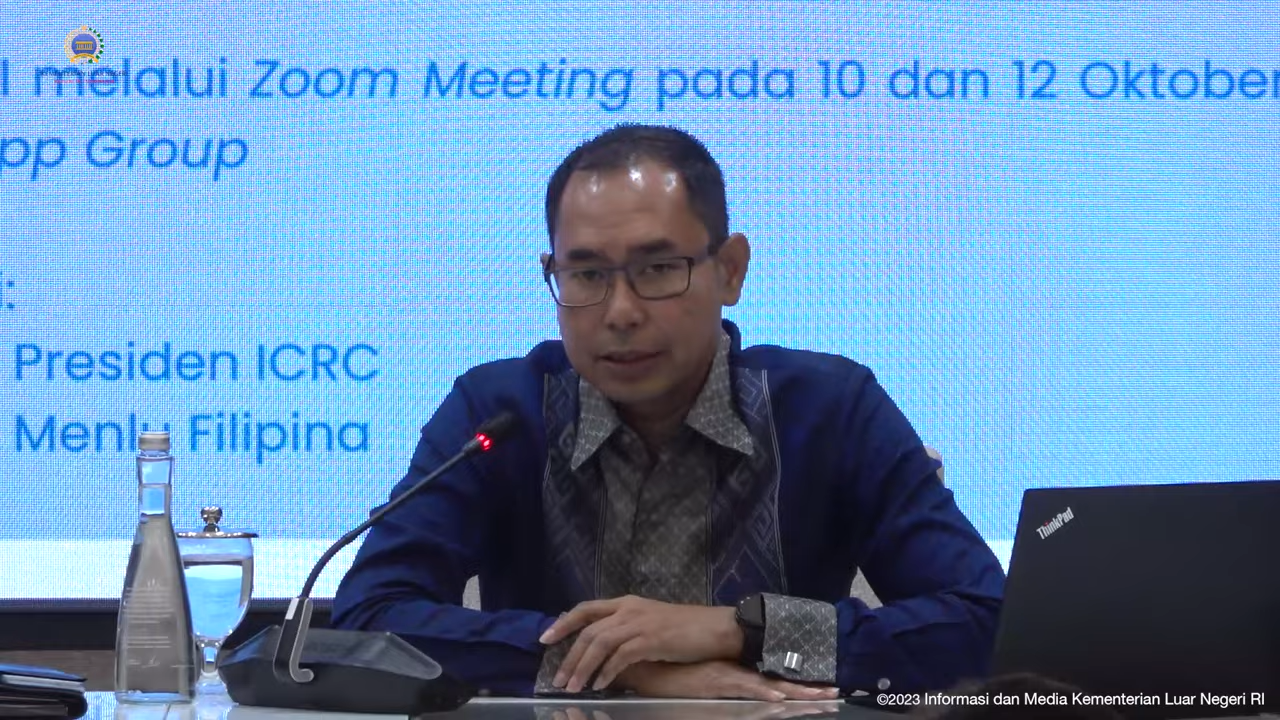 l melalui Zoom Meeting pada 10 dan 12 Oktober
pp Group
:
Presiden ICRC
Menlu Filipina
ThinkPad
©2023 Informasi dan Media Kementerian Luar Negeri RI